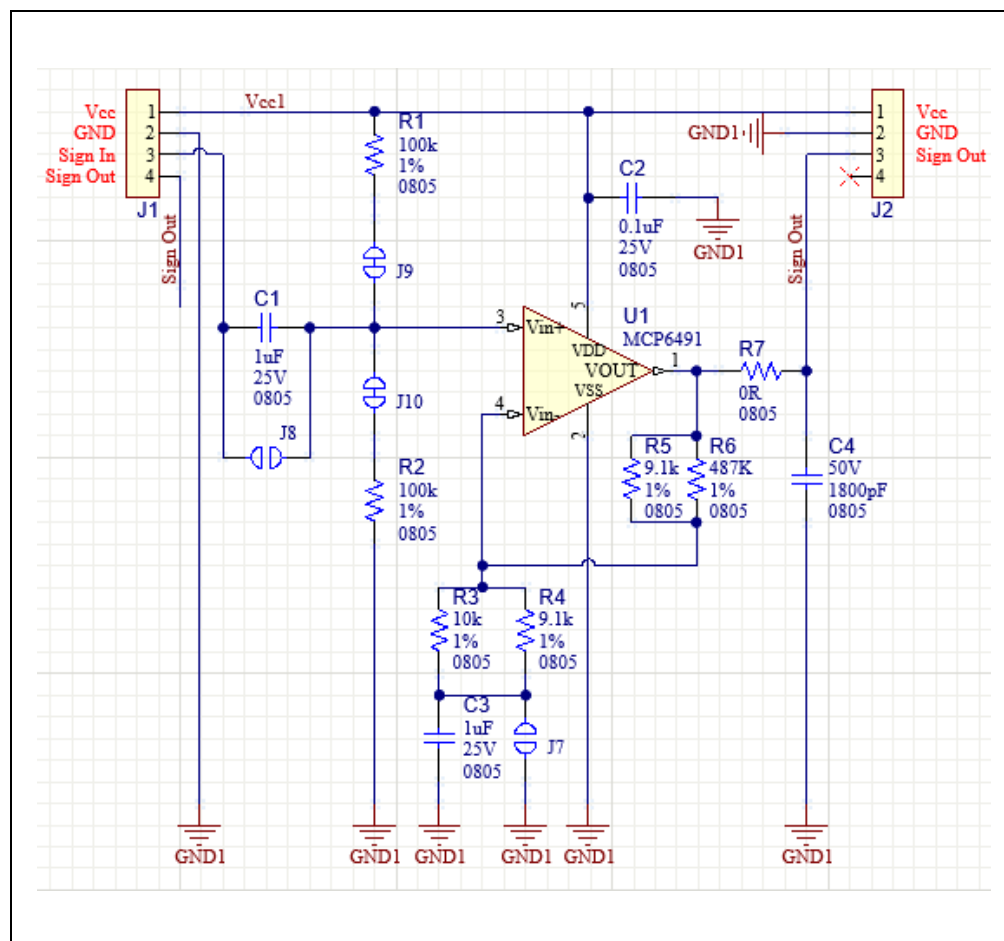 Vcc
GND
Sign In
Sign Out
1
2
3
4
J1
Sign Out
Vcc1
R1
100k
1%
0805
J9
C1
1uF
25V
0805
J8
J10
R2
100k
1%
0805
C2
0.1uF
25V
0805
GND1
GND1
1
2
3
4
Vcc
GND
Sign Out
J2
Sign Out
3
4
5
2
1
Vin+
VDD
VOUT
VSS
Vin-
U1
MCP6491
R7
0R
0805
R5
9.1k
1%
0805
R6
487K
1%
0805
C4
50V
1800pF
0805
R3
10k
1%
0805
R4
9.1k
1%
0805
C3
1uF
25V
0805
J7
GND1
GND1
GND1
GND1
GND1
GND1